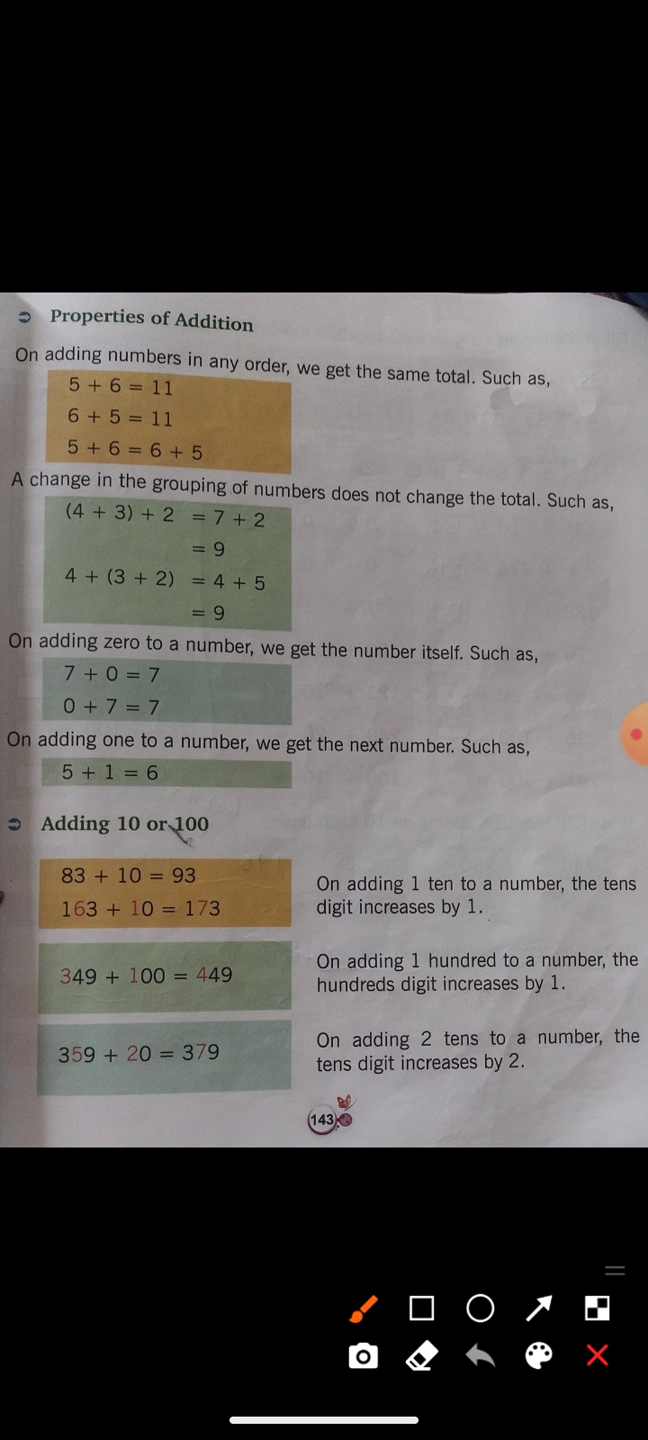 Properties of Addition
On adding numbers in any order, we get the same total. Such as,
5 + 6 = 11
6 + 5 = 11
5 + 6 = 6 + 5
A change in the grouping of numbers does not change the total. Such as,
(4 + 3) + 2 = 7 + 2
= 9
4 + (3 + 2) = 4 + 5
= 9
On adding zero to a number, we get the number itself. Such as,
7 + 0 = 7
0 + 7 = 7
On adding one to a number, we get the next number. Such as,
5 + 1 = 6
Adding 10 or 100
83 + 10 = 93
163 + 10 = 173
On adding 1 ten to a number, the tens
digit increases by 1.
349 + 100 = 449
On adding 1 hundred to a number, the
hundreds digit increases by 1.
359 + 20 = 379
On adding 2 tens to a number, the
tens digit increases by 2.
143